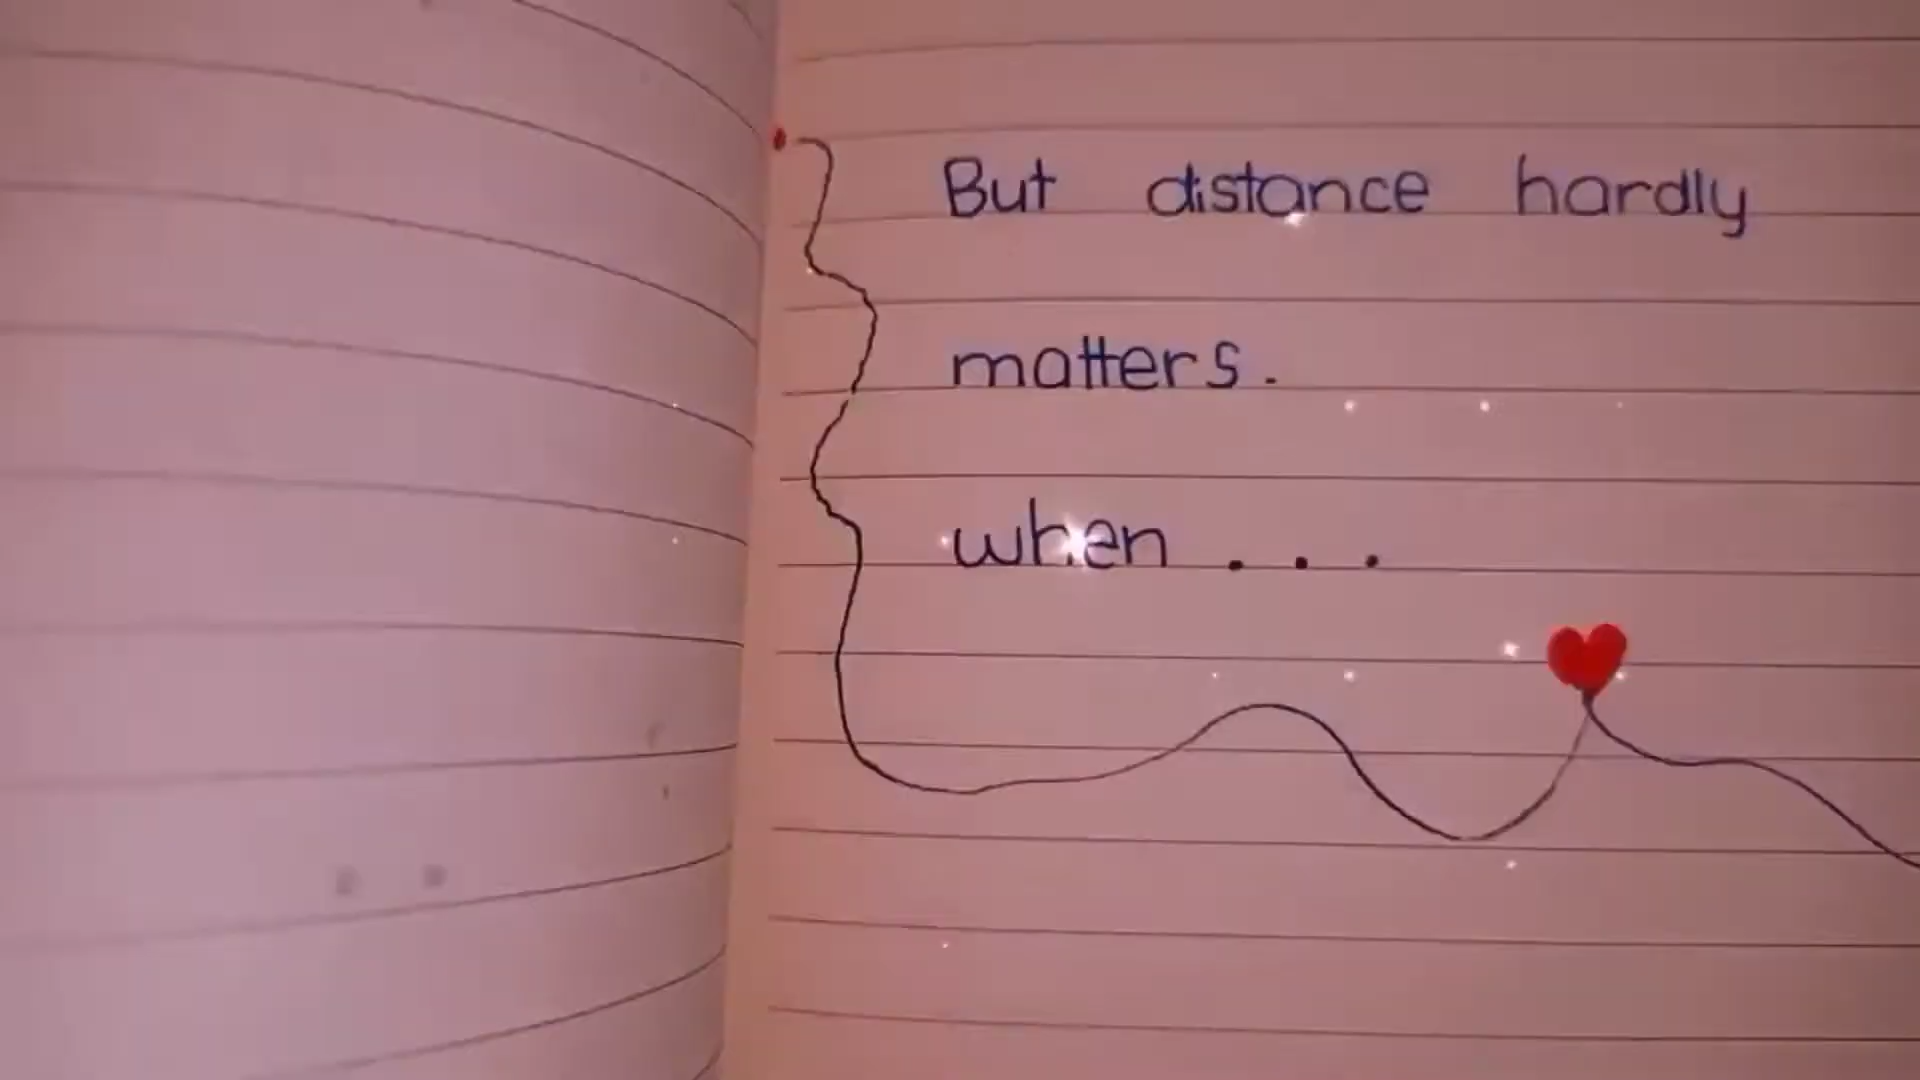 But distance hardly
matters.
when . . .